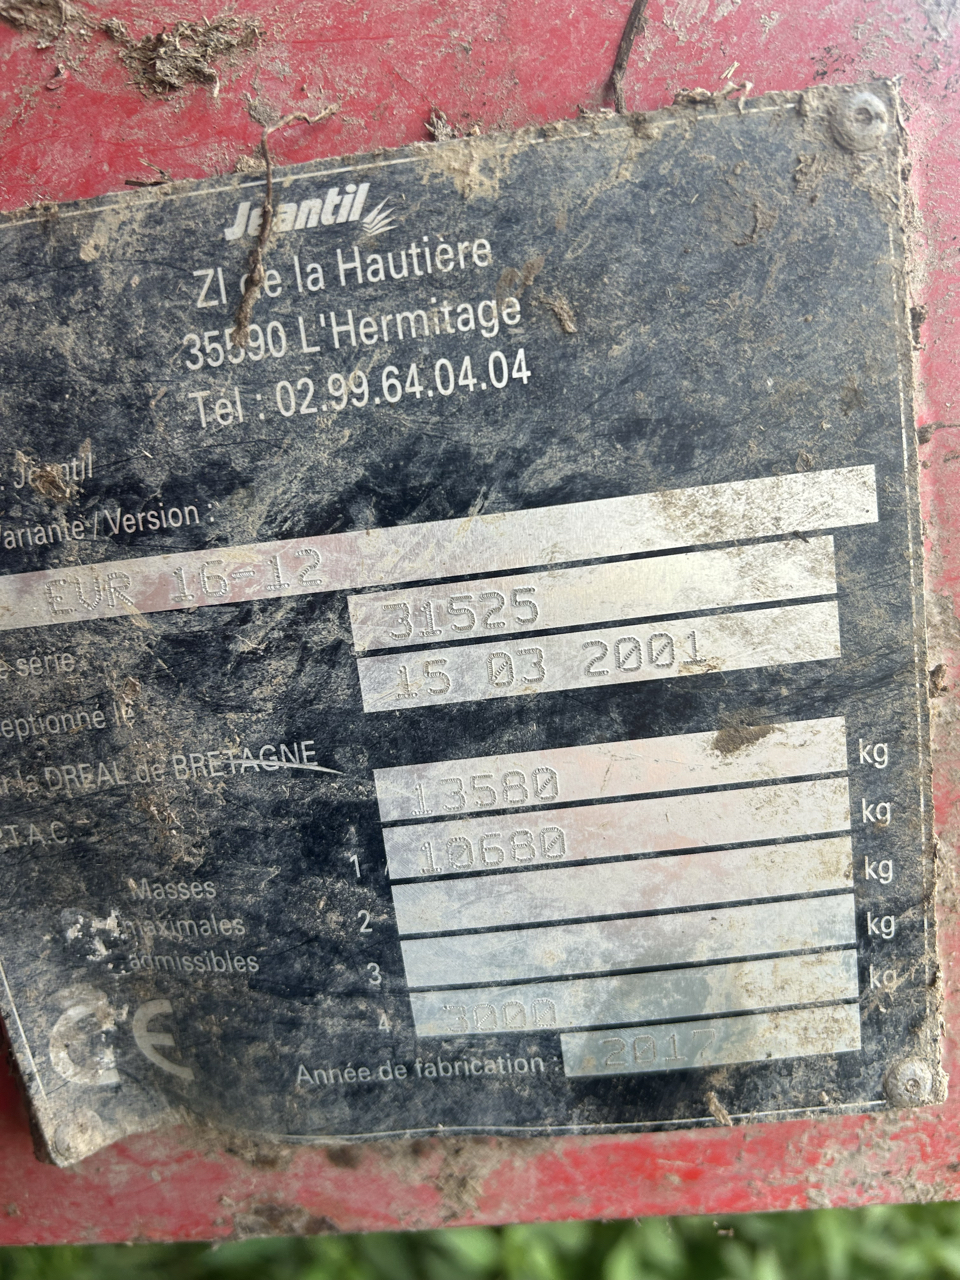 Jeantil
ZI de la Hautière
35590 L'Hermitage
Tél : 02.99.64.04.04
: Jeantil
Variante / Version :
EVR 16-12
série 31525
eptionné le 15 03 2001
la DREAL de BRETAGNE
P.T.A.C. 13580 kg
1 10680 kg
Masses
maximales
admissibles
2 kg
3 kg
4 3000 kg
Année de fabrication : 2017
CE